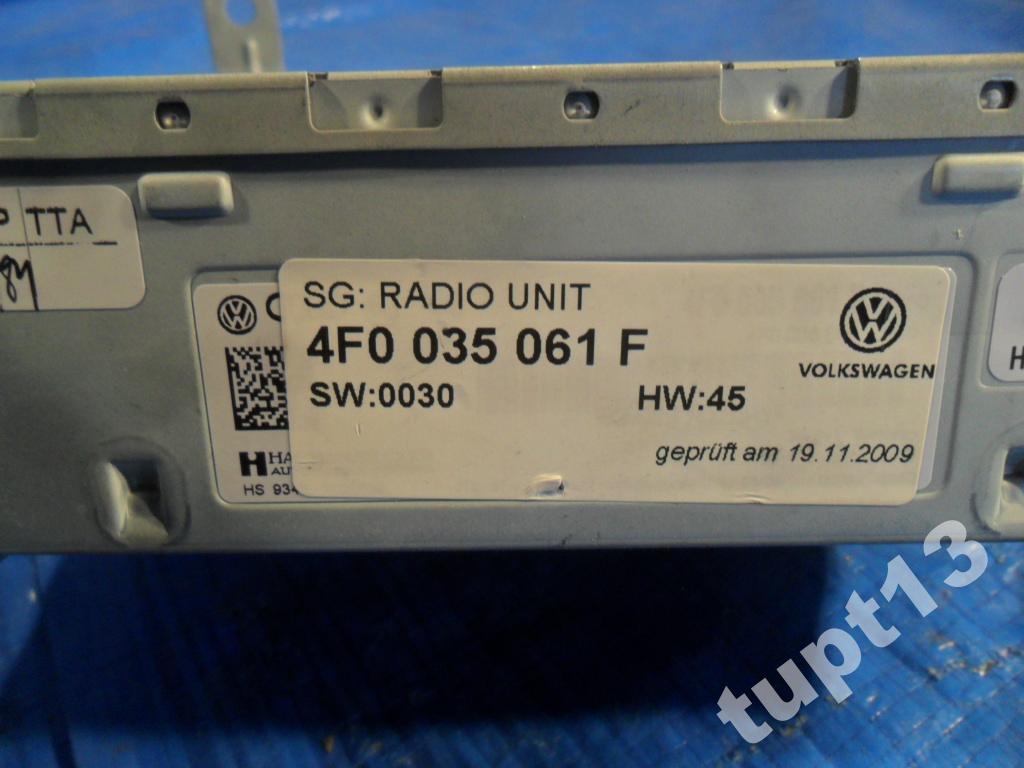 TTA
SG: RADIO UNIT
4F0 035 061 F
SW:0030 HW:45
VOLKSWAGEN
geprüft am 19.11.2009
HS 934
tupt13